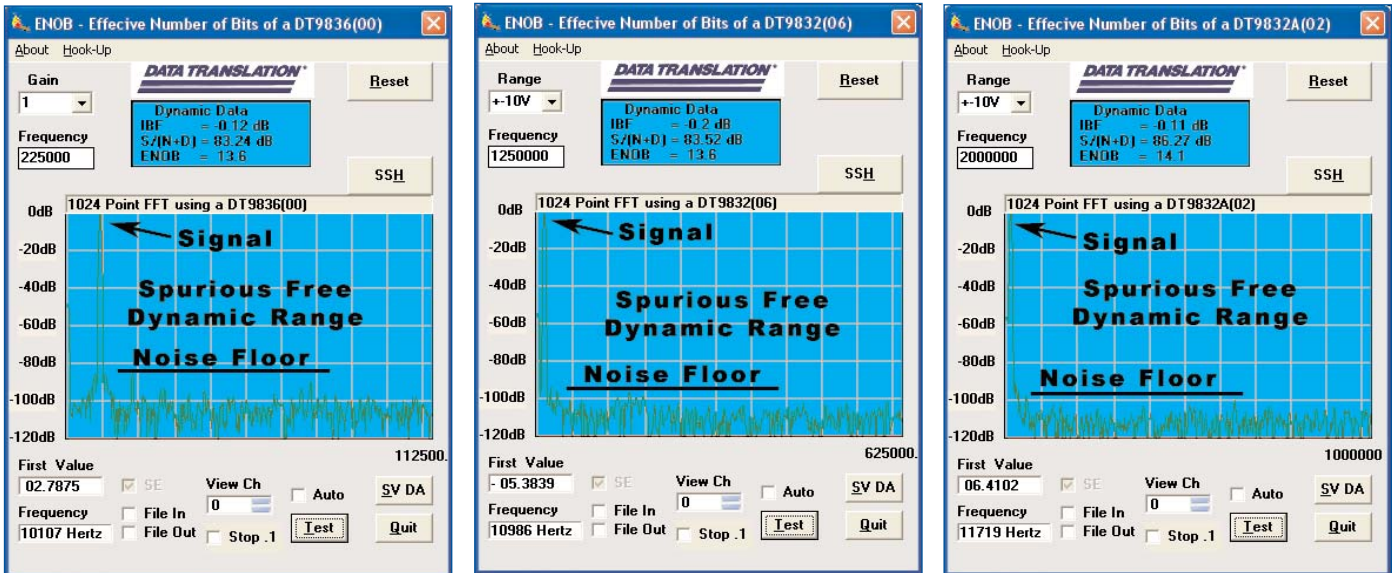 ENOB - Effecive Number of Bits of a DT9836(00)
About Hook-Up
Gain
1
DATA TRANSLATION
Reset
Dynamic Data
IBF = -0.12 dB
S/(N+D) = 83.24 dB
ENOB = 13.6
Frequency
225000
SSH
1024 Point FFT using a DT9836(00)
0dB
-20dB
-40dB
-60dB
-80dB
-100dB
-120dB
Signal
Spurious Free
Dynamic Range
Noise Floor
112500.
First Value
02.7875
SE
View Ch
0
Auto
SV DA
Frequency
10107 Hertz
File In
File Out
Stop .1
Test
Quit
ENOB - Effecive Number of Bits of a DT9832(06)
About Hook-Up
Range
+-10V
DATA TRANSLATION
Reset
Dynamic Data
IBF = -0.2 dB
S/(N+D) = 83.52 dB
ENOB = 13.6
Frequency
1250000
SSH
1024 Point FFT using a DT9832(06)
0dB
-20dB
-40dB
-60dB
-80dB
-100dB
-120dB
Signal
Spurious Free
Dynamic Range
Noise Floor
625000.
First Value
- 05.3839
SE
View Ch
0
Auto
SV DA
Frequency
10986 Hertz
File In
File Out
Stop .1
Test
Quit
ENOB - Effecive Number of Bits of a DT9832A(02)
About Hook-Up
Range
+-10V
DATA TRANSLATION
Reset
Dynamic Data
IBF = -0.11 dB
S/(N+D) = 86.27 dB
ENOB = 14.1
Frequency
2000000
SSH
1024 Point FFT using a DT9832A(02)
0dB
-20dB
-40dB
-60dB
-80dB
-100dB
-120dB
Signal
Spurious Free
Dynamic Range
Noise Floor
1000000
First Value
06.4102
SE
View Ch
0
Auto
SV DA
Frequency
11719 Hertz
File In
File Out
Stop .1
Test
Quit